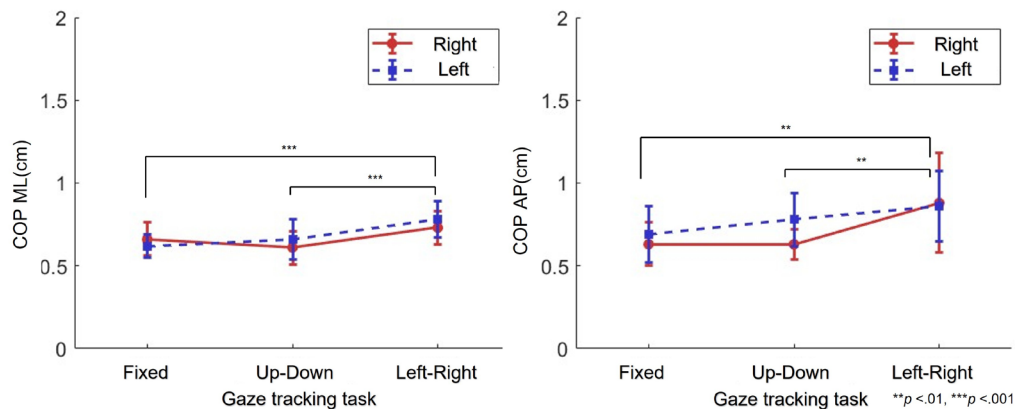 2
1.5
1
0.5
0
COP ML(cm)
Right
Left
***
***
Fixed
Up-Down
Left-Right
Gaze tracking task
2
1.5
1
0.5
0
COP AP(cm)
Right
Left
**
**
Fixed
Up-Down
Left-Right
Gaze tracking task
**p <.01, ***p <.001